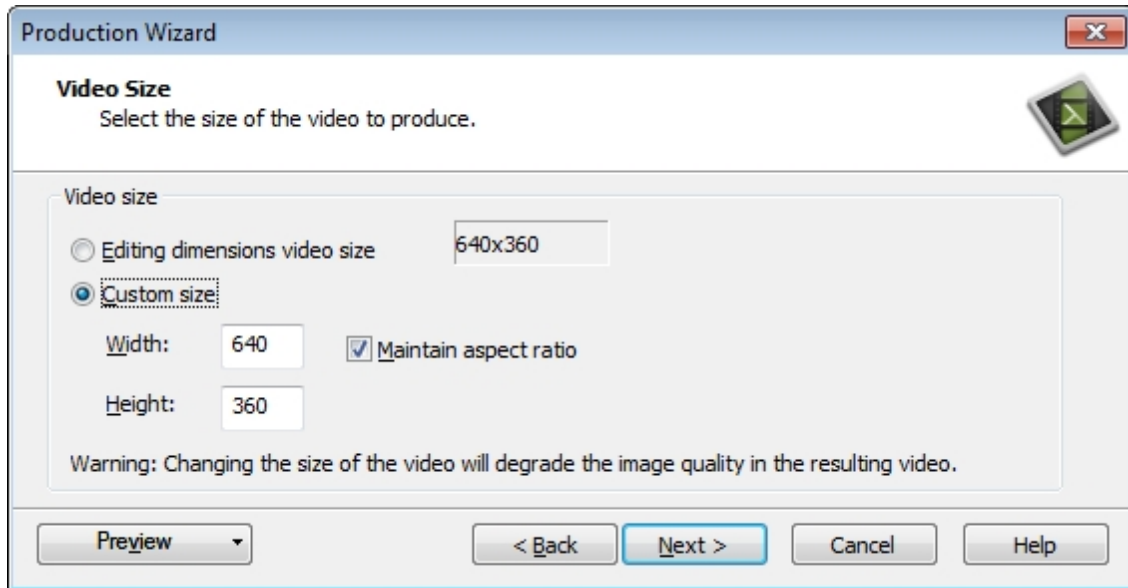 Production Wizard
Video Size
Select the size of the video to produce.
Video size
Editing dimensions video size 640x360
Custom size
Width: 640 Maintain aspect ratio
Height: 360
Warning: Changing the size of the video will degrade the image quality in the resulting video.
Preview < Back Next > Cancel Help